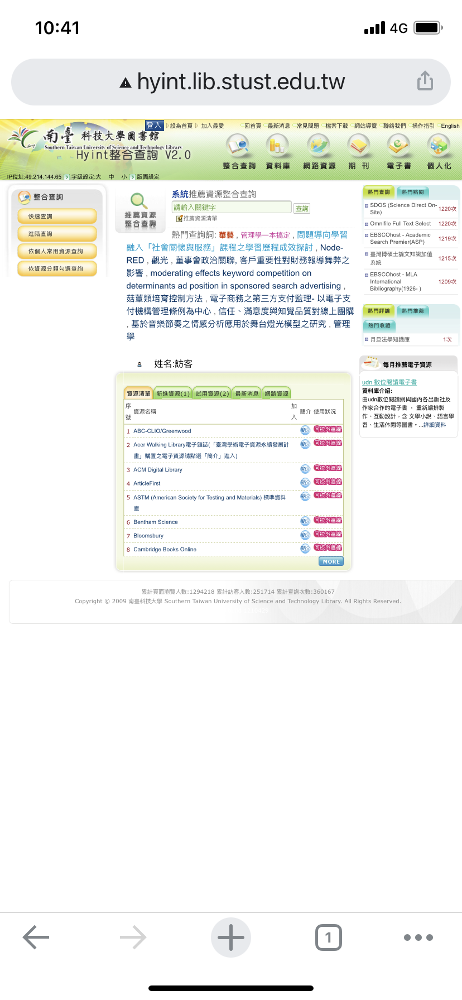 10:41
4G
hyint.lib.stust.edu.tw
登入 設為首頁 加入最愛 回首頁 最新消息 常見問題 檔案下載 網站導覽 聯絡我們 操作指引 English
南臺科技大學圖書館
Southern Taiwan University of Science and Technology Library
Hyint整合查詢 V2.0
整合查詢 資料庫 網路資源 期 刊 電子書 個人化
IP位址:49.214.144.65 字級設定:大 中 小 版面設定
整合查詢
快速查詢
進階查詢
依個人常用資源查詢
依資源分類勾選查詢
推薦資源
整合查詢
系統推薦資源整合查詢
請輸入關鍵字 查詢
推薦資源清單
熱門查詢詞: 華藝 , 管理學一本搞定 , 問題導向學習
融入「社會關懷與服務」課程之學習歷程成效探討 , Node-
RED , 觀光 , 董事會政治關聯, 客戶重要性對財務報導舞弊之
影響 , moderating effects keyword competition on
determinants ad position in sponsored search advertising ,
菇蕈類培育控制方法 , 電子商務之第三方支付監理- 以電子支
付機構管理條例為中心 , 信任、滿意度與知覺品質對線上團購
, 基於音樂節奏之情感分析應用於舞台燈光模型之研究 , 管理
學
姓名:訪客
資源清單 新進資源(1) 試用資源(2) 最新消息 網路資源
序號 資源名稱 加入 簡介 使用狀況
1 ABC-CLIO/Greenwood 簡介 可校外連線
2 Acer Walking Library電子雜誌(「臺灣學術電子資源永續發展計
畫」購置之電子資源請點選「簡介」進入) 簡介 可校外連線
3 ACM Digital Library 簡介 可校外連線
4 ArticleFirst 簡介 可校外連線
5 ASTM (American Society for Testing and Materials) 標準資料
庫 簡介 可校外連線
6 Bentham Science 簡介 可校外連線
7 Bloomsbury 簡介 可校外連線
8 Cambridge Books Online 簡介 可校外連線
MORE
熱門查詢 熱門點閱
SDOS (Science Direct On-
Site) 1220次
Omnifile Full Text Select 1220次
EBSCOhost - Academic
Search Premier(ASP) 1219次
臺灣博碩士論文知識加值
系統 1215次
EBSCOhost - MLA
International
Bibliography(1926- ) 1209次
熱門評論 熱門推薦
熱門收藏
月旦法學知識庫 1次
每月推薦電子資源
udn 數位閱讀電子書
資料庫介紹:
由udn數位閱讀網與國內各出版社及
作家合作的電子書 ， 重新編排製
作、互動設計，含 文學小說、語言學
習、生活休閒等圖書。...詳細資料
累計頁面瀏覽人數:1294218 累計訪客人數:251714 累計查詢次數:360167
Copyright © 2009 南臺科技大學 Southern Taiwan University of Science and Technology Library. All Rights Reserved.
1